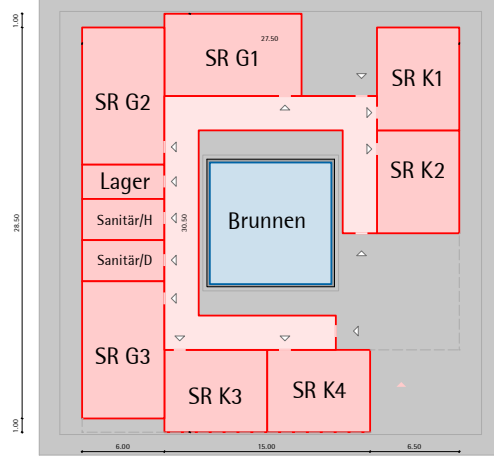 1.00
27.50
SR G1
SR G2
SR K1
SR K2
Lager
Sanitär/H
28.50
30.50
Brunnen
Sanitär/D
SR G3
SR K3
SR K4
1.00
6.00
15.00
6.50